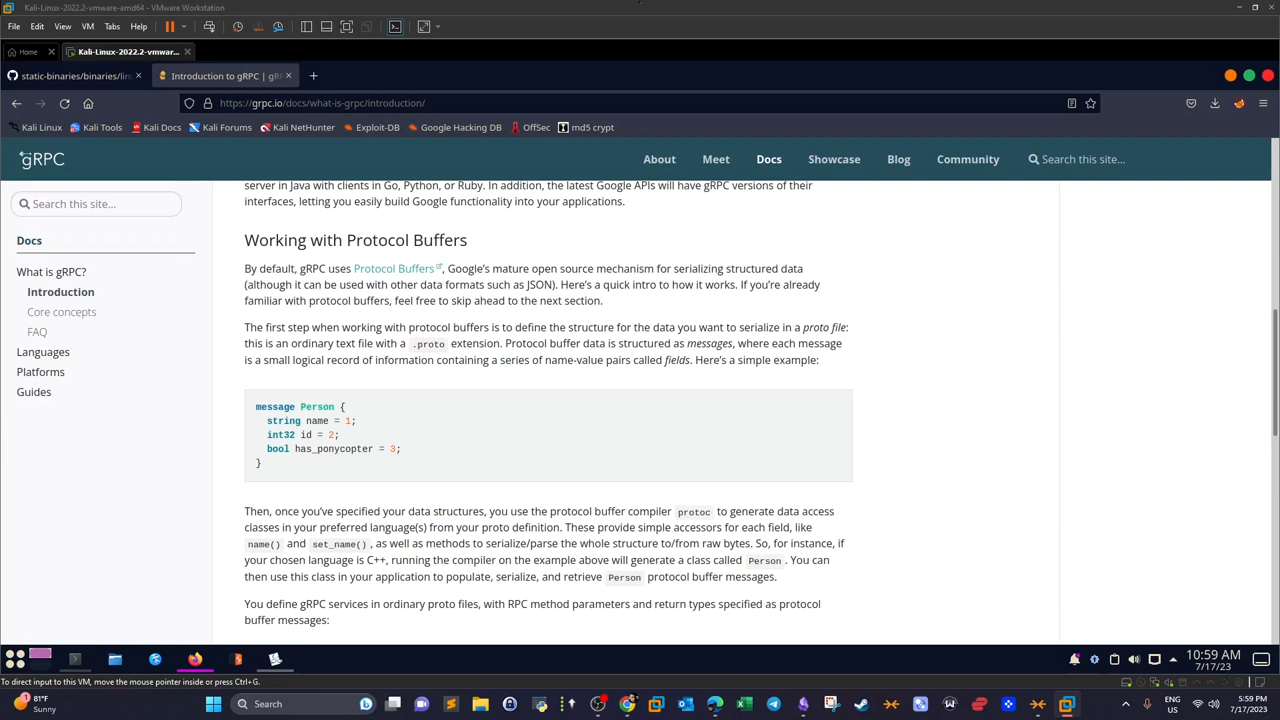 Kali-Linux-2022.2-vmware-amd64 - VMware Workstation
File Edit View VM Tabs Help
Home Kali-Linux-2022.2-vmwar...
static-binaries/binaries/lin Introduction to gRPC | gR
https://grpc.io/docs/what-is-grpc/introduction/
Kali Linux Kali Tools Kali Docs Kali Forums Kali NetHunter Exploit-DB Google Hacking DB OffSec md5 crypt
gRPC About Meet Docs Showcase Blog Community Search this site…
Search this site…
Docs
What is gRPC?
Introduction
Core concepts
FAQ
Languages
Platforms
Guides
server in Java with clients in Go, Python, or Ruby. In addition, the latest Google APIs will have gRPC versions of their
interfaces, letting you easily build Google functionality into your applications.
Working with Protocol Buffers
By default, gRPC uses Protocol Buffers, Google’s mature open source mechanism for serializing structured data
(although it can be used with other data formats such as JSON). Here’s a quick intro to how it works. If you’re already
familiar with protocol buffers, feel free to skip ahead to the next section.
The first step when working with protocol buffers is to define the structure for the data you want to serialize in a proto file:
this is an ordinary text file with a .proto extension. Protocol buffer data is structured as messages, where each message
is a small logical record of information containing a series of name-value pairs called fields. Here’s a simple example:
message Person {
string name = 1;
int32 id = 2;
bool has_ponycopter = 3;
}
Then, once you’ve specified your data structures, you use the protocol buffer compiler protoc to generate data access
classes in your preferred language(s) from your proto definition. These provide simple accessors for each field, like
name() and set_name(), as well as methods to serialize/parse the whole structure to/from raw bytes. So, for instance, if
your chosen language is C++, running the compiler on the example above will generate a class called Person. You can
then use this class in your application to populate, serialize, and retrieve Person protocol buffer messages.
You define gRPC services in ordinary proto files, with RPC method parameters and return types specified as protocol
buffer messages:
10:59 AM
7/17/23
To direct input to this VM, move the mouse pointer inside or press Ctrl+G.
81°F
Sunny
Search
ENG
US
5:59 PM
7/17/2023